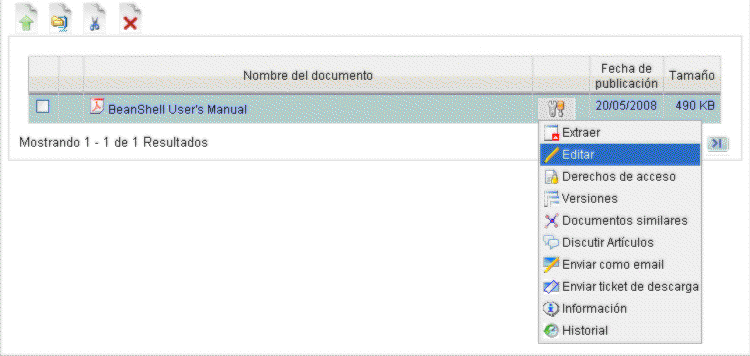 Nombre del documento
Fecha de
publicación
Tamaño
BeanShell User's Manual
20/05/2008
490 KB
Mostrando 1 - 1 de 1 Resultados
Extraer
Editar
Derechos de acceso
Versiones
Documentos similares
Discutir Artículos
Enviar como email
Enviar ticket de descarga
Información
Historial